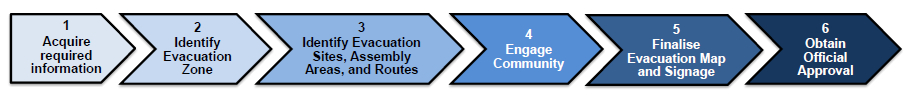 1
Acquire
required
information
2
Identify
Evacuation
Zone
3
Identify Evacuation
Sites, Assembly
Areas, and Routes
4
Engage
Community
5
Finalise
Evacuation Map
and Signage
6
Obtain
Official
Approval